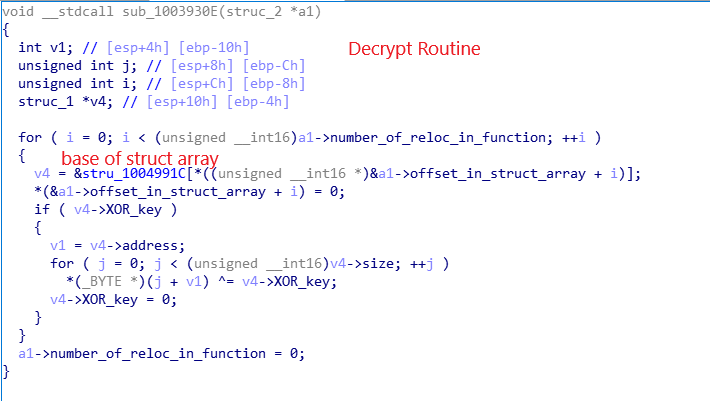 void __stdcall sub_1003930E(struc_2 *a1)
{
  int v1; // [esp+4h] [ebp-10h]
Decrypt Routine
  unsigned int j; // [esp+8h] [ebp-Ch]
  unsigned int i; // [esp+Ch] [ebp-8h]
  struc_1 *v4; // [esp+10h] [ebp-4h]

  for ( i = 0; i < (unsigned __int16)a1->number_of_reloc_in_function; ++i )
  {
base of struct array
    v4 = &stru_1004991C[*((unsigned __int16 *)&a1->offset_in_struct_array + i)];
    *(&a1->offset_in_struct_array + i) = 0;
    if ( v4->XOR_key )
    {
      v1 = v4->address;
      for ( j = 0; j < (unsigned __int16)v4->size; ++j )
        *(_BYTE *)(j + v1) ^= v4->XOR_key;
      v4->XOR_key = 0;
    }
  }
  a1->number_of_reloc_in_function = 0;
}